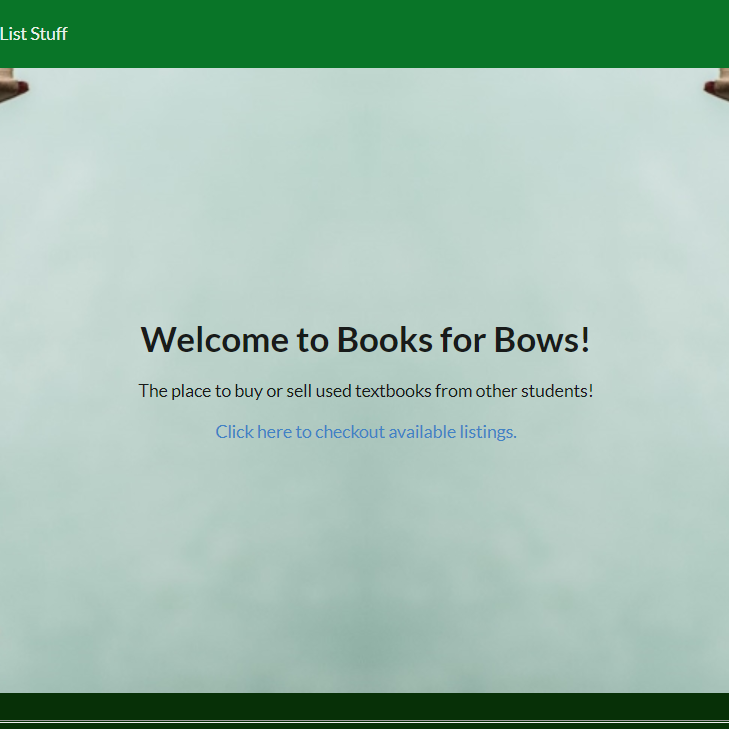 List Stuff
Welcome to Books for Bows!
The place to buy or sell used textbooks from other students!
Click here to checkout available listings.